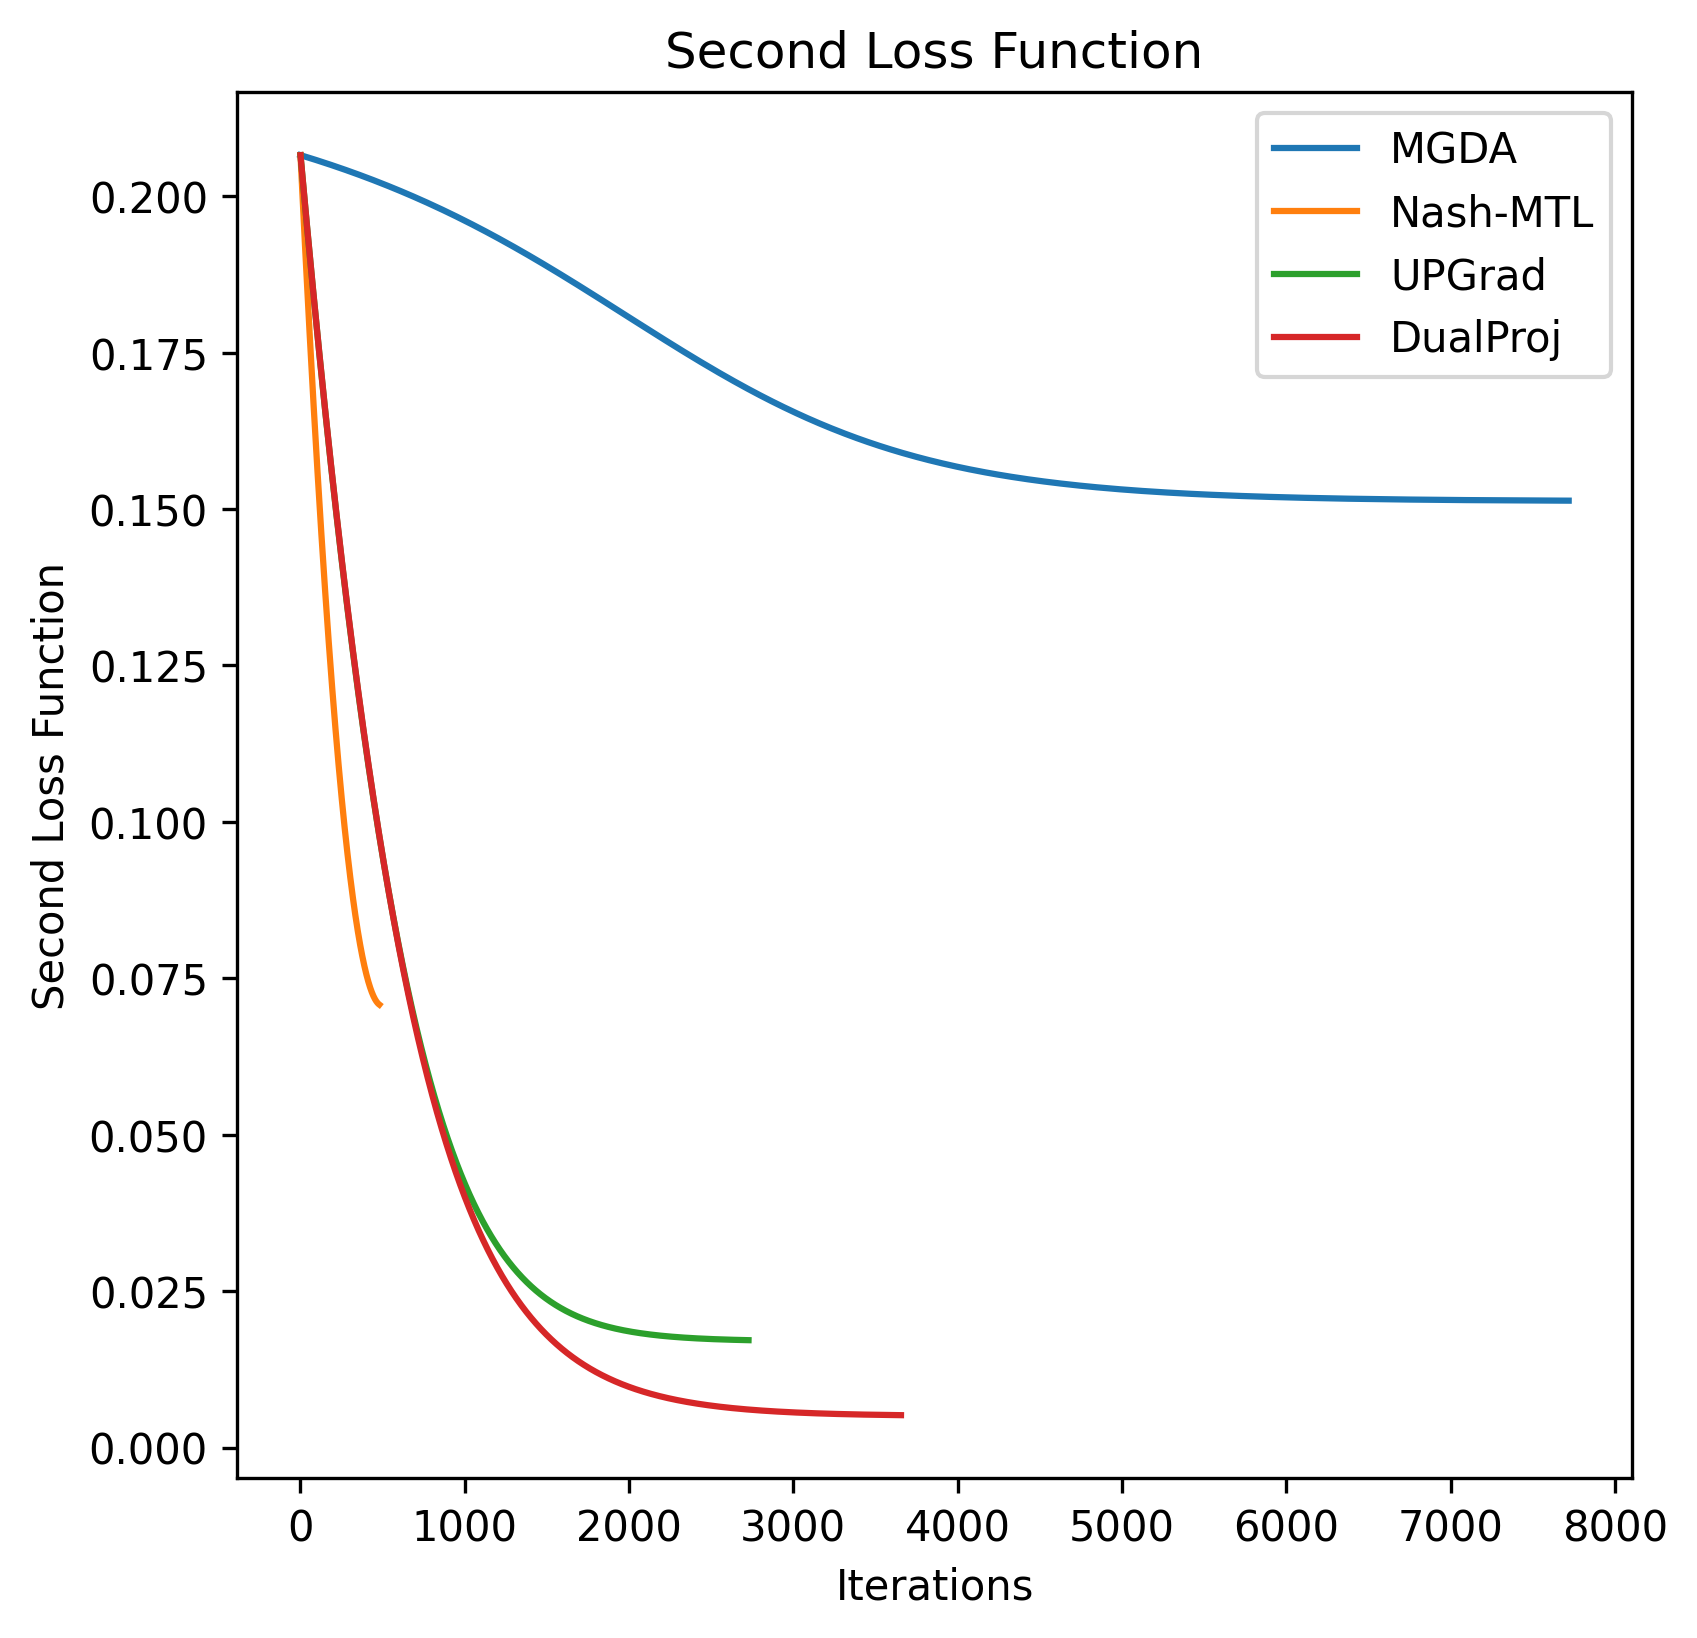 Second Loss Function
MGDA
Nash-MTL
UPGrad
DualProj
Second Loss Function
0.200
0.175
0.150
0.125
0.100
0.075
0.050
0.025
0.000
0 1000 2000 3000 4000 5000 6000 7000 8000
Iterations